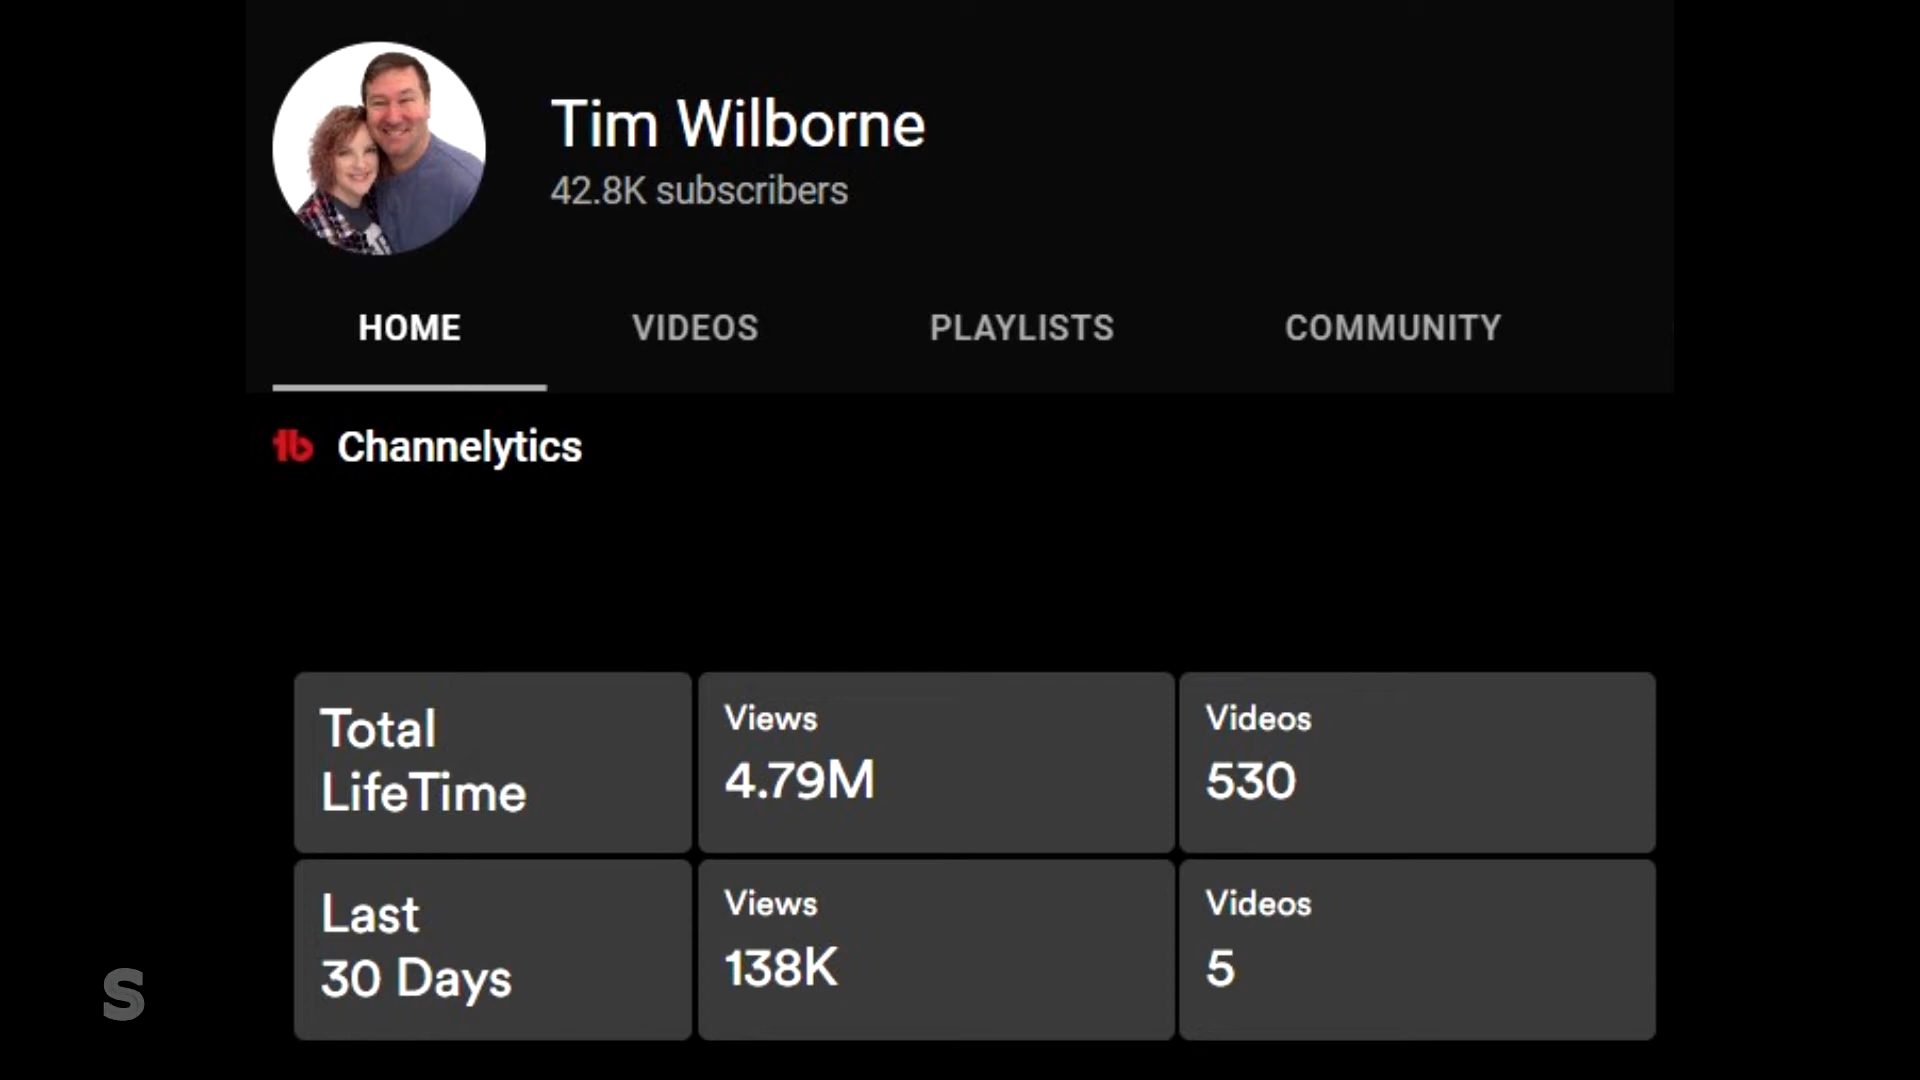 Tim Wilborne
42.8K subscribers
HOME VIDEOS PLAYLISTS COMMUNITY
tb Channelytics
Total
LifeTime
Views
4.79M
Videos
530
Last
30 Days
Views
138K
Videos
5
S